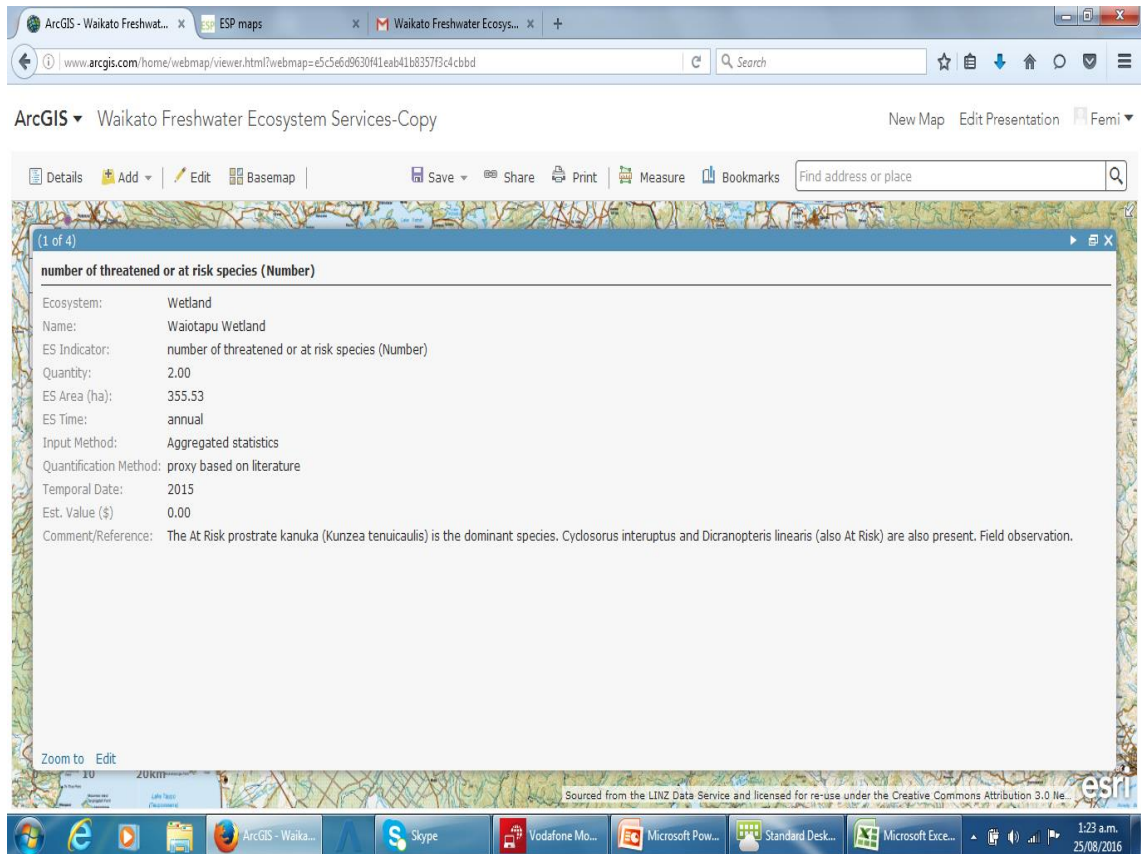 ArcGIS - Waikato Freshwat...
ESP ESP maps
Waikato Freshwater Ecosys...
www.arcgis.com/home/webmap/viewer.html?webmap=e5c5e6d9630f41eab41b8357f3c4cbbd
Search
ArcGIS Waikato Freshwater Ecosystem Services-Copy
New Map Edit Presentation Femi
Details Add Edit Basemap Save Share Print Measure Bookmarks Find address or place
(1 of 4)
number of threatened or at risk species (Number)
Ecosystem: Wetland
Name: Waiotapu Wetland
ES Indicator: number of threatened or at risk species (Number)
Quantity: 2.00
ES Area (ha): 355.53
ES Time: annual
Input Method: Aggregated statistics
Quantification Method: proxy based on literature
Temporal Date: 2015
Est. Value ($) 0.00
Comment/Reference: The At Risk prostrate kanuka (Kunzea tenuicaulis) is the dominant species. Cyclosorus interuptus and Dicranopteris linearis (also At Risk) are also present. Field observation.
Zoom to Edit
10 20km
Sourced from the LINZ Data Service and licensed for re-use under the Creative Commons Attribution 3.0 Ne...
esri
ArcGIS - Waika... Skype Vodafone Mo... Microsoft Pow... Standard Desk... Microsoft Exce...
1:23 a.m.
25/08/2016